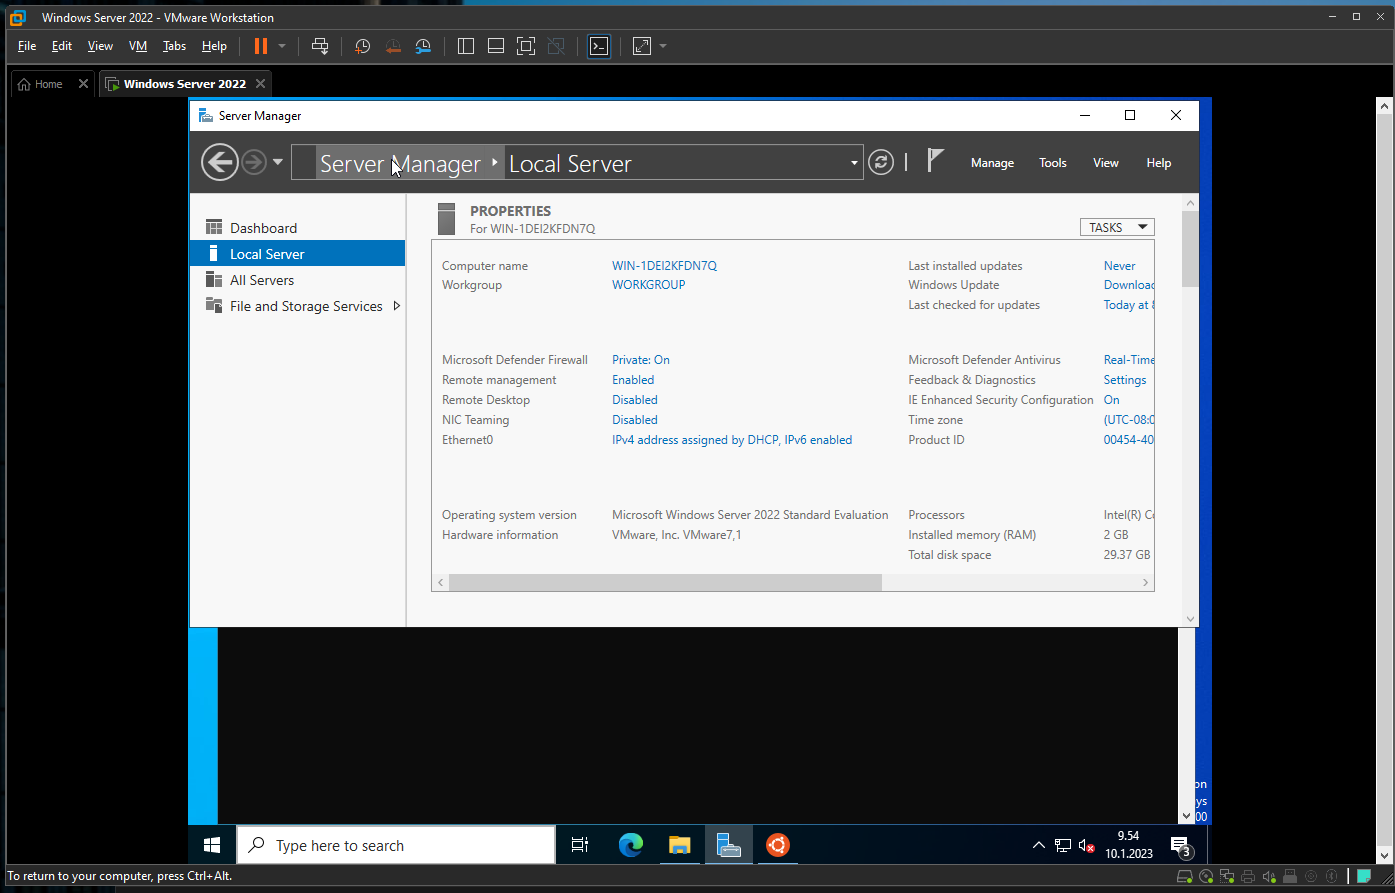 Windows Server 2022 - VMware Workstation
File Edit View VM Tabs Help
Home
Windows Server 2022
Server Manager
Server Manager Local Server
Manage Tools View Help
Dashboard
Local Server
All Servers
File and Storage Services
PROPERTIES
For WIN-1DEI2KFDN7Q
TASKS
Computer name WIN-1DEI2KFDN7Q Last installed updates Never
Workgroup WORKGROUP Windows Update Download
Last checked for updates Today at 8
Microsoft Defender Firewall Private: On Microsoft Defender Antivirus Real-Time
Remote management Enabled Feedback & Diagnostics Settings
Remote Desktop Disabled IE Enhanced Security Configuration On
NIC Teaming Disabled Time zone (UTC-08:0
Ethernet0 IPv4 address assigned by DHCP, IPv6 enabled Product ID 00454-40
Operating system version Microsoft Windows Server 2022 Standard Evaluation Processors Intel(R) Co
Hardware information VMware, Inc. VMware7,1 Installed memory (RAM) 2 GB
Total disk space 29.37 GB
on
ys
00
Type here to search
9.54
10.1.2023
3
To return to your computer, press Ctrl+Alt.